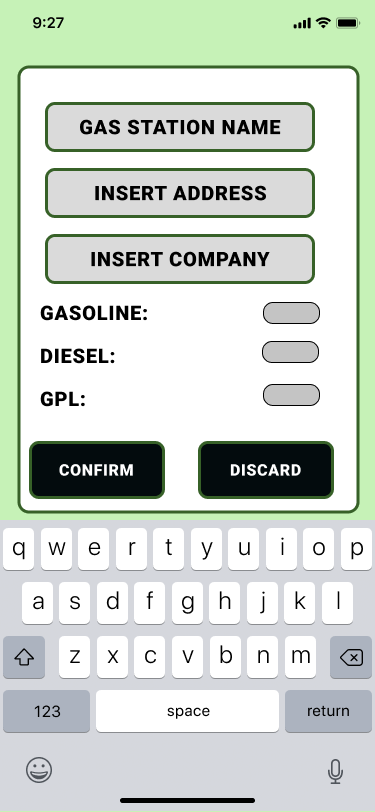 9:27
GAS STATION NAME
INSERT ADDRESS
INSERT COMPANY
GASOLINE:
DIESEL:
GPL:
CONFIRM DISCARD
q w e r t y u i o p
a s d f g h j k l
z x c v b n m
123 space return